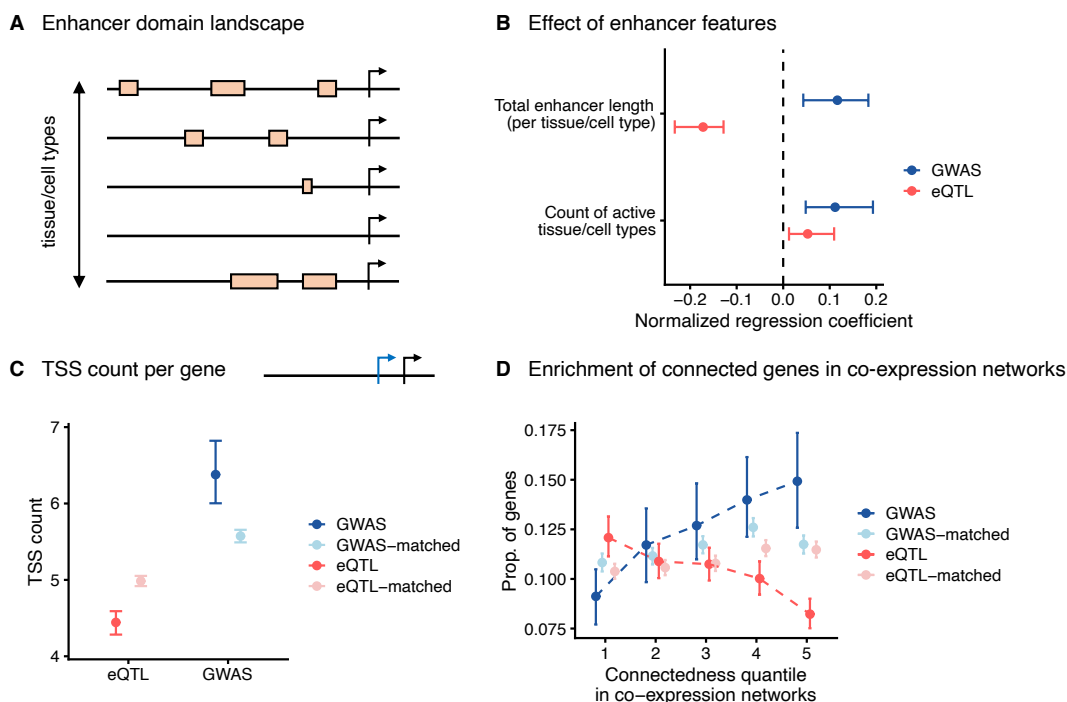 A Enhancer domain landscape
tissue/cell types
B Effect of enhancer features
Total enhancer length
(per tissue/cell type)
Count of active
tissue/cell types
−0.2 −0.1 0.0 0.1 0.2
Normalized regression coefficient
GWAS
eQTL
C TSS count per gene
TSS count
7
6
5
4
eQTL GWAS
GWAS
GWAS−matched
eQTL
eQTL−matched
D Enrichment of connected genes in co-expression networks
Prop. of genes
0.175
0.150
0.125
0.100
0.075
1 2 3 4 5
Connectedness quantile
in co−expression networks
GWAS
GWAS−matched
eQTL
eQTL−matched